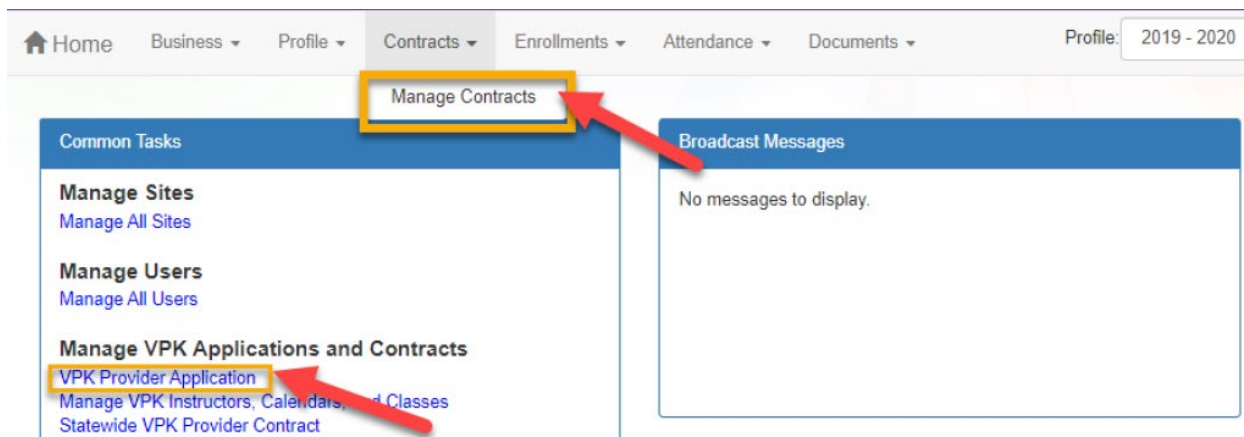 Home Business Profile Contracts Enrollments Attendance Documents Profile: 2019 - 2020
Manage Contracts
Common Tasks
Manage Sites
Manage All Sites
Manage Users
Manage All Users
Manage VPK Applications and Contracts
VPK Provider Application
Manage VPK Instructors, Calendars, and Classes
Statewide VPK Provider Contract
Broadcast Messages
No messages to display.